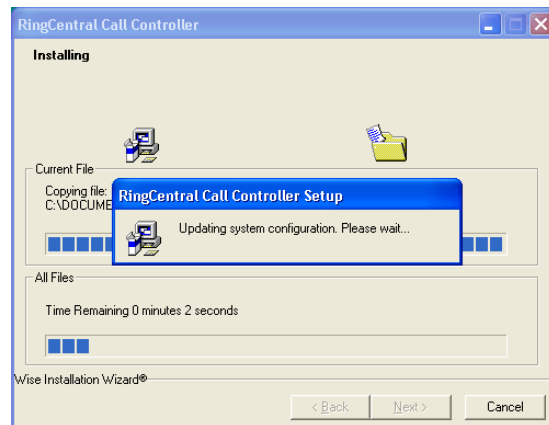 RingCentral Call Controller
Installing
Current File
Copying file:
C:\DOCUME
RingCentral Call Controller Setup
Updating system configuration. Please wait...
All Files
Time Remaining 0 minutes 2 seconds
Wise Installation Wizard®
< Back
Next >
Cancel